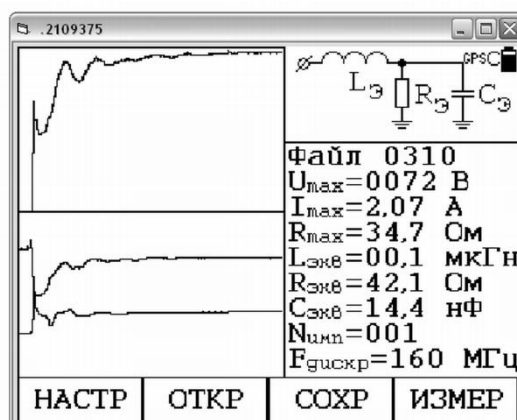 .2109375
GPSC
Lэ
Rэ
Cэ
Файл 0310
Umax=0072 В
Imax=2,07 А
Rmax=34,7 Ом
Lэкв=00,1 мкГн
Rэкв=42,1 Ом
Cэкв=14,4 нФ
Nимп=001
Fдискр=160 МГц
НАСТР ОТКР СОХР ИЗМЕР